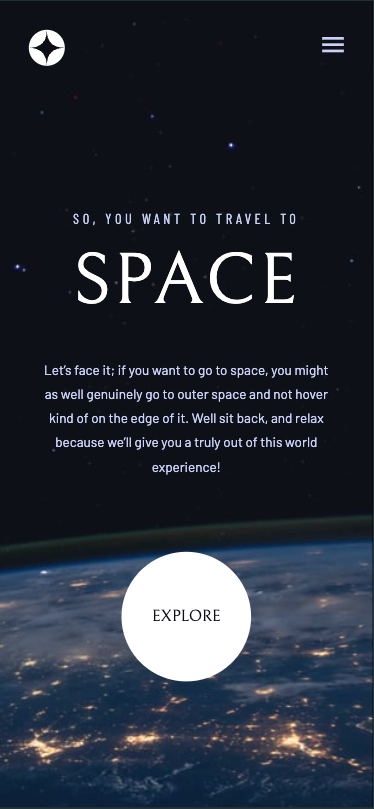 SO, YOU WANT TO TRAVEL TO
SPACE
Let’s face it; if you want to go to space, you might
as well genuinely go to outer space and not hover
kind of on the edge of it. Well sit back, and relax
because we’ll give you a truly out of this world
experience!
EXPLORE